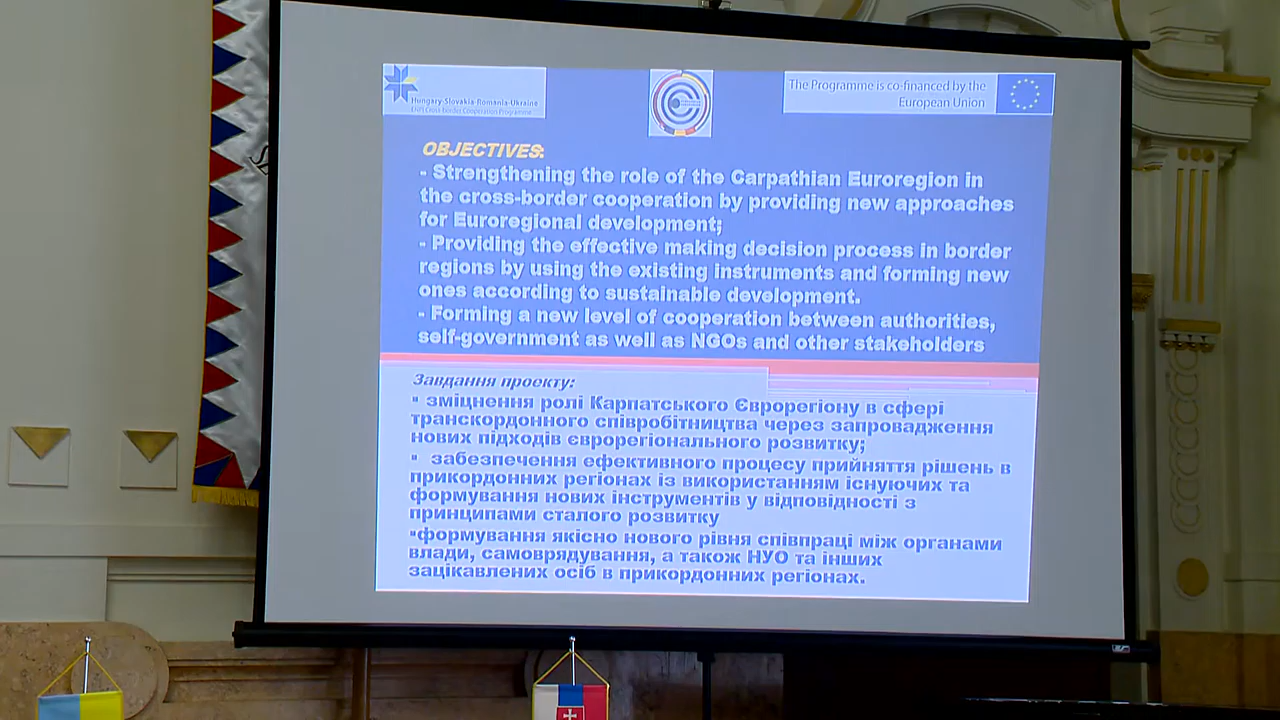 Hungary-Slovakia-Romania-Ukraine
ENPI Cross-border Cooperation Programme
The Programme is co-financed by the
European Union
OBJECTIVES:
- Strengthening the role of the Carpathian Euroregion in
the cross-border cooperation by providing new approaches
for Euroregional development;
- Providing the effective making decision process in border
regions by using the existing instruments and forming new
ones according to sustainable development.
- Forming a new level of cooperation between authorities,
self-government as well as NGOs and other stakeholders
Завдання проекту:
▪ зміцнення ролі Карпатського Єврорегіону в сфері
транскордонного співробітництва через запровадження
нових підходів єврорегіонального розвитку;
▪ забезпечення ефективного процесу прийняття рішень в
прикордонних регіонах із використанням існуючих та
формування нових інструментів у відповідності з
принципами сталого розвитку
▪формування якісно нового рівня співпраці між органами
влади, самоврядування, а також НУО та інших
зацікавлених осіб в прикордонних регіонах.